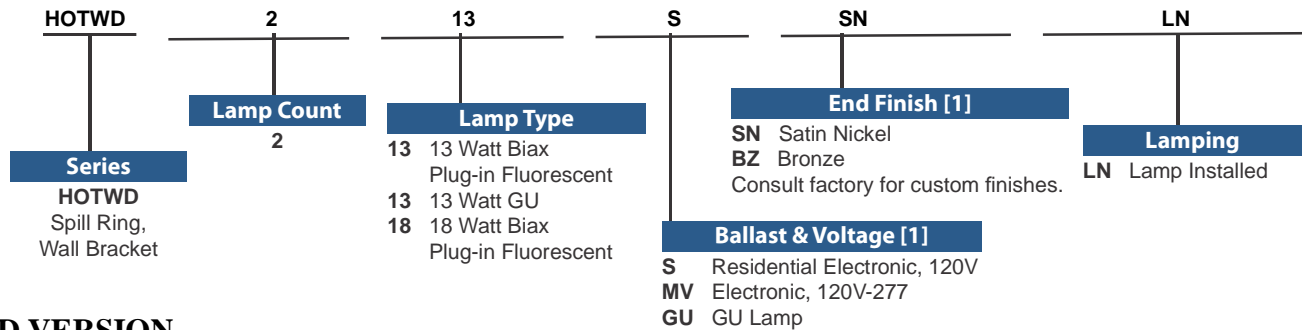 HOTWD 2 13 S SN LN
Lamp Count
2
Series
HOTWD
Spill Ring,
Wall Bracket
Lamp Type
13 13 Watt Biax
Plug-in Fluorescent
13 13 Watt GU
18 18 Watt Biax
Plug-in Fluorescent
End Finish [1]
SN Satin Nickel
BZ Bronze
Consult factory for custom finishes.
Ballast & Voltage [1]
S Residential Electronic, 120V
MV Electronic, 120V-277
GU GU Lamp
Lamping
LN Lamp Installed
D VERSION